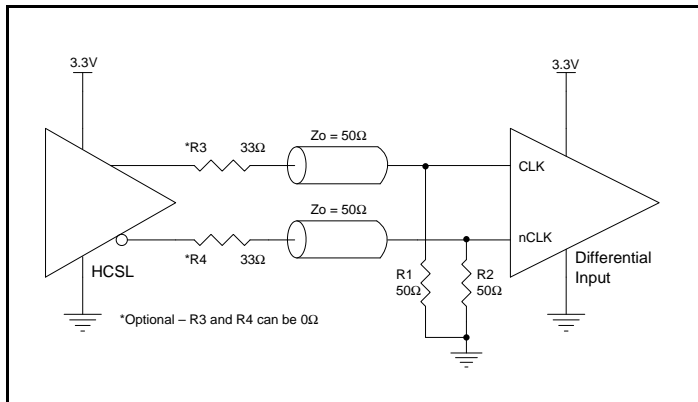 3.3V
3.3V
*R3 33Ω
Zo = 50Ω
CLK
Zo = 50Ω
*R4 33Ω
nCLK
HCSL
R1
50Ω
R2
50Ω
Differential
Input
*Optional – R3 and R4 can be 0Ω